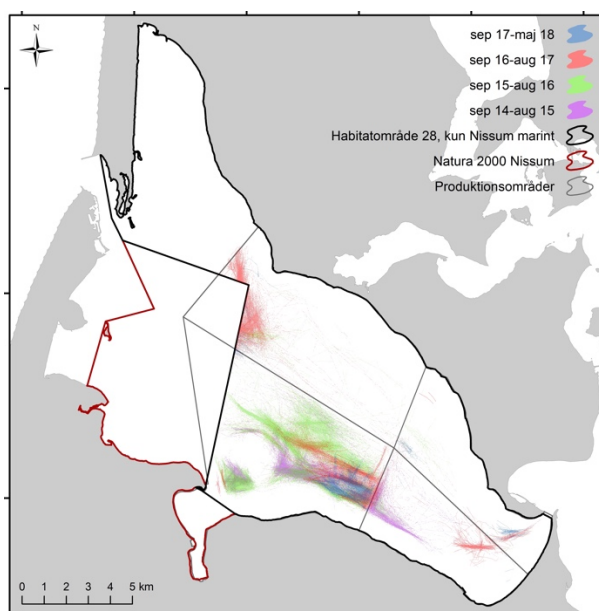 N
sep 17-maj 18
sep 16-aug 17
sep 15-aug 16
sep 14-aug 15
Habitatområde 28, kun Nissum marint
Natura 2000 Nissum
Produktionsområder
0 1 2 3 4 5 km